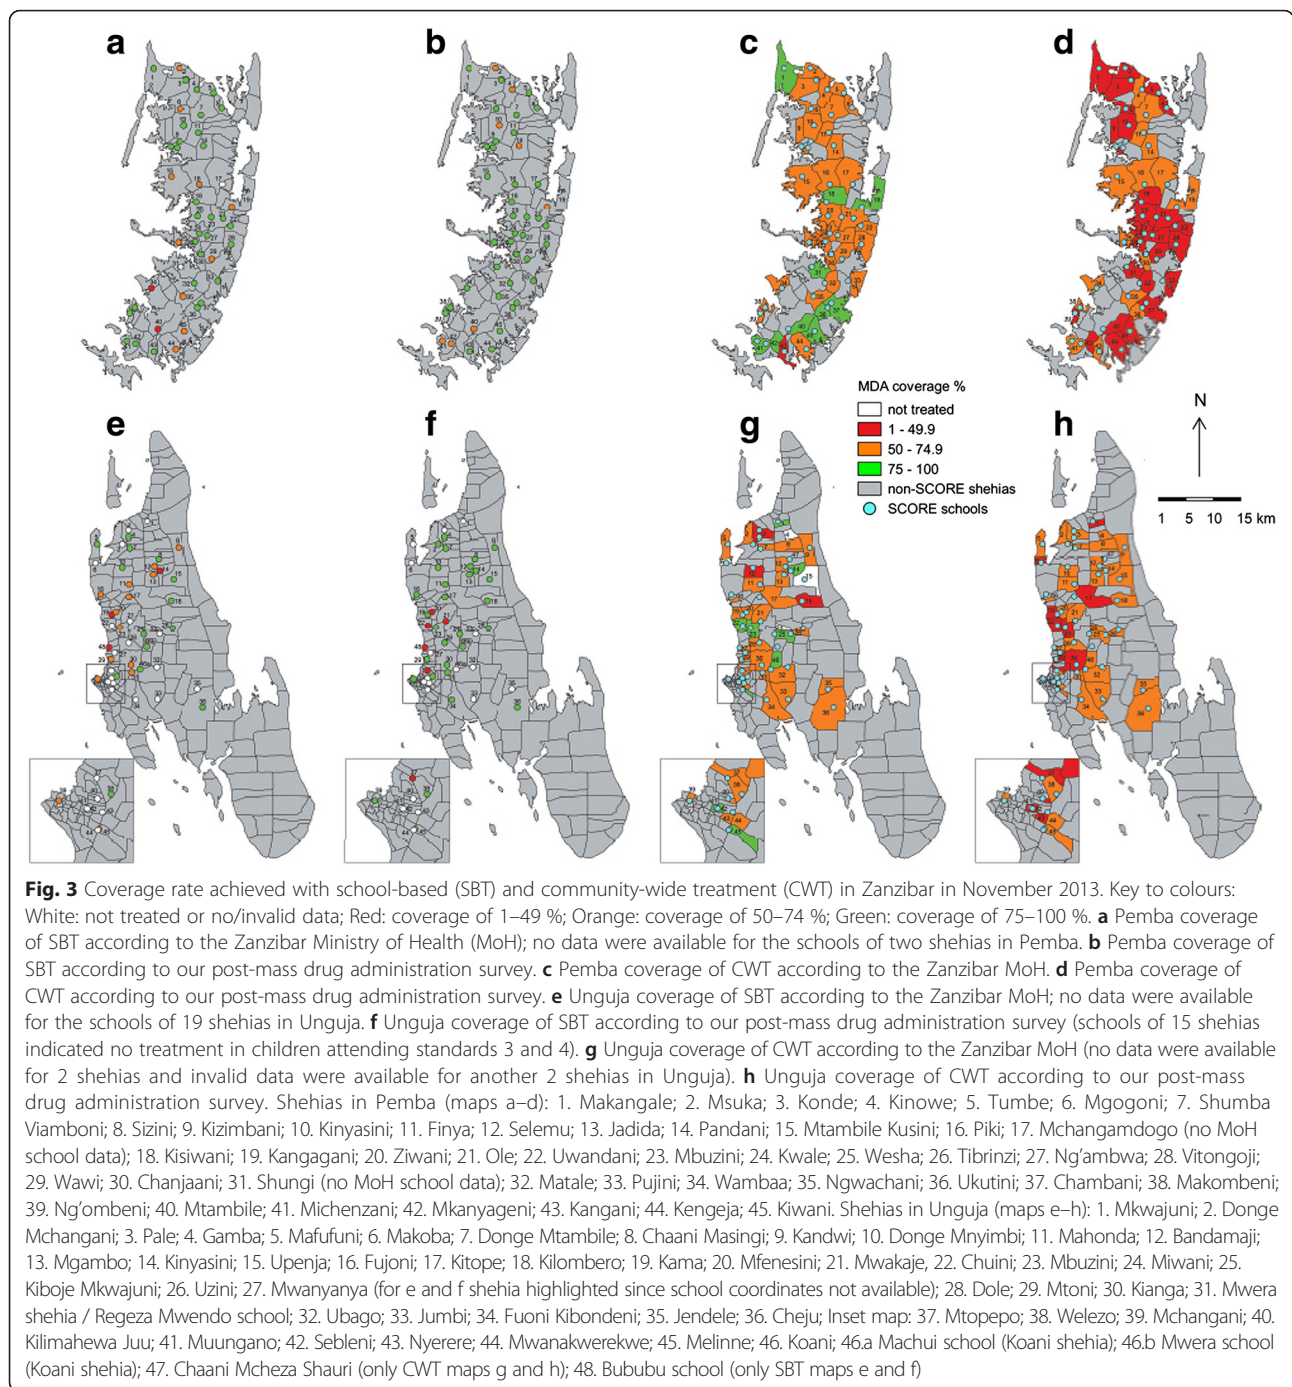 a
b
c
d
MDA coverage %
not treated
1 - 49.9
50 - 74.9
75 - 100
non-SCORE shehias
SCORE schools
N
1 5 10 15 km
e
f
g
h
Fig. 3 Coverage rate achieved with school-based (SBT) and community-wide treatment (CWT) in Zanzibar in November 2013. Key to colours:
White: not treated or no/invalid data; Red: coverage of 1–49 %; Orange: coverage of 50–74 %; Green: coverage of 75–100 %. a Pemba coverage
of SBT according to the Zanzibar Ministry of Health (MoH); no data were available for the schools of two shehias in Pemba. b Pemba coverage of
SBT according to our post-mass drug administration survey. c Pemba coverage of CWT according to the Zanzibar MoH. d Pemba coverage of
CWT according to our post-mass drug administration survey. e Unguja coverage of SBT according to the Zanzibar MoH; no data were available
for the schools of 19 shehias in Unguja. f Unguja coverage of SBT according to our post-mass drug administration survey (schools of 15 shehias
indicated no treatment in children attending standards 3 and 4). g Unguja coverage of CWT according to the Zanzibar MoH (no data were available
for 2 shehias and invalid data were available for another 2 shehias in Unguja). h Unguja coverage of CWT according to our post-mass
drug administration survey. Shehias in Pemba (maps a–d): 1. Makangale; 2. Msuka; 3. Konde; 4. Kinowe; 5. Tumbe; 6. Mgogoni; 7. Shumba
Viamboni; 8. Sizini; 9. Kizimbani; 10. Kinyasini; 11. Finya; 12. Selemu; 13. Jadida; 14. Pandani; 15. Mtambile Kusini; 16. Piki; 17. Mchangamdogo (no MoH
school data); 18. Kisiwani; 19. Kangagani; 20. Ziwani; 21. Ole; 22. Uwandani; 23. Mbuzini; 24. Kwale; 25. Wesha; 26. Tibrinzi; 27. Ng'ambwa; 28. Vitongoji;
29. Wawi; 30. Chanjaani; 31. Shungi (no MoH school data); 32. Matale; 33. Pujini; 34. Wambaa; 35. Ngwachani; 36. Ukutini; 37. Chambani; 38. Makombeni;
39. Ng'ombeni; 40. Mtambile; 41. Michenzani; 42. Mkanyageni; 43. Kangani; 44. Kengeja; 45. Kiwani. Shehias in Unguja (maps e–h): 1. Mkwajuni; 2. Donge
Mchangani; 3. Pale; 4. Gamba; 5. Mafufuni; 6. Makoba; 7. Donge Mtambile; 8. Chaani Masingi; 9. Kandwi; 10. Donge Mnyimbi; 11. Mahonda; 12. Bandamaji;
13. Mgambo; 14. Kinyasini; 15. Upenja; 16. Fujoni; 17. Kitope; 18. Kilombero; 19. Kama; 20. Mfenesini; 21. Mwakaje, 22. Chuini; 23. Mbuzini; 24. Miwani; 25.
Kiboje Mkwajuni; 26. Uzini; 27. Mwanyanya (for e and f shehia highlighted since school coordinates not available); 28. Dole; 29. Mtoni; 30. Kianga; 31. Mwera
shehia / Regeza Mwendo school; 32. Ubago; 33. Jumbi; 34. Fuoni Kibondeni; 35. Jendele; 36. Cheju; Inset map: 37. Mtopepo; 38. Welezo; 39. Mchangani; 40.
Kilimahewa Juu; 41. Muungano; 42. Sebleni; 43. Nyerere; 44. Mwanakwerekwe; 45. Melinne; 46. Koani; 46.a Machui school (Koani shehia); 46.b Mwera school
(Koani shehia); 47. Chaani Mcheza Shauri (only CWT maps g and h); 48. Bububu school (only SBT maps e and f)